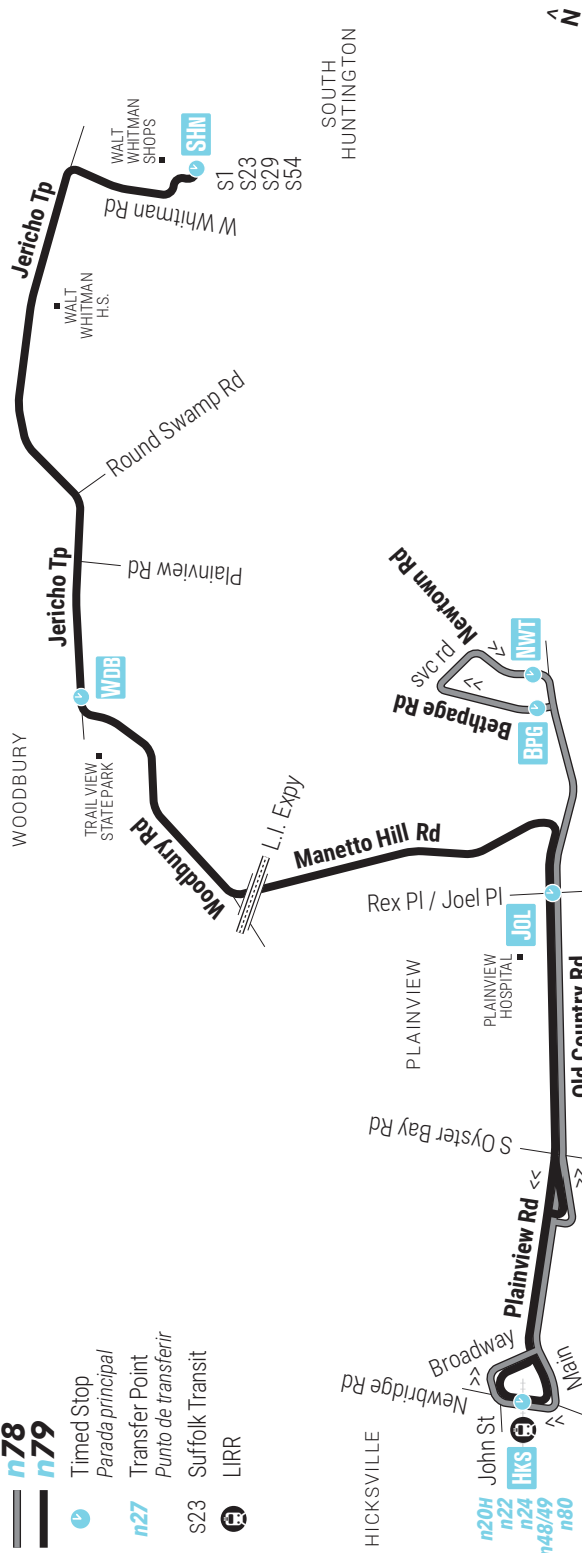 n78
n79
Timed Stop
Parada principal
n27
Transfer Point
Punto de transferir
S23
Suffolk Transit
LIRR
HICKSVILLE
n20H
n22
n24
n48/49
n80
John St
HKS
Newbridge Rd
Broadway
Main
<<
>>
Plainview Rd
<<
>>
S Oyster Bay Rd
Old Country Rd
PLAINVIEW
PLAINVIEW
HOSPITAL
JOL
Rex Pl / Joel Pl
Manetto Hill Rd
L.I. Expy
Woodbury Rd
WOODBURY
TRAIL VIEW
STATE PARK
WDB
Bethpage Rd
BPG
<<
svc rd
>>
Newtown Rd
NWT
Jericho Tp
Plainview Rd
Round Swamp Rd
WALT
WHITMAN
H.S.
Jericho Tp
W Whitman Rd
WALT
WHITMAN
SHOPS
SHN
S1
S23
S29
S54
SOUTH
HUNTINGTON
N